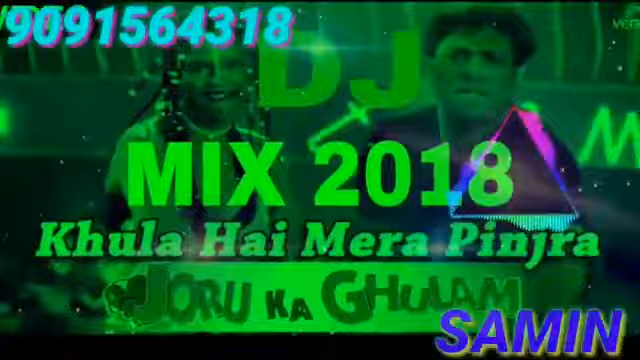 9091564318
DJ
MIX 2018
Khula Hai Mera Pinjra
JORU KA GHULAM
SAMIN